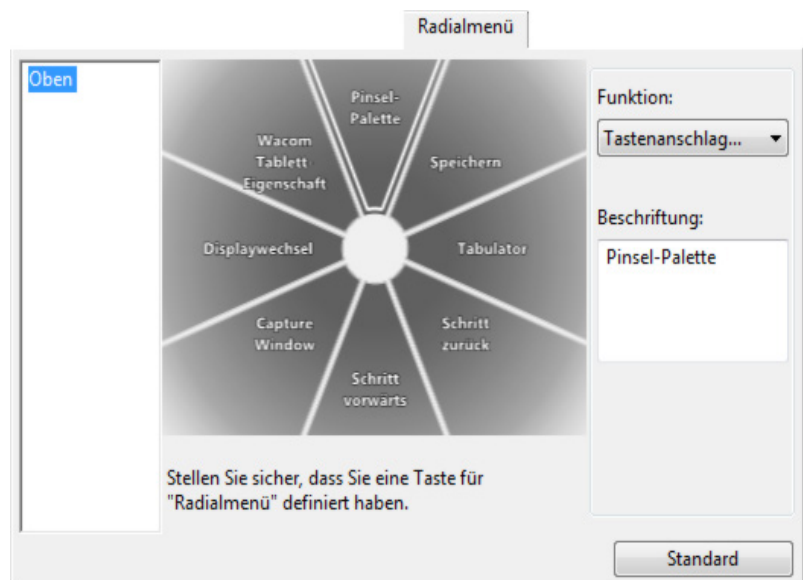 Radialmenü
Oben
Pinsel-
Palette
Wacom
Tablett
Eigenschaft
Speichern
Displaywechsel
Tabulator
Capture
Window
Schritt
zurück
Schritt
vorwärts
Stellen Sie sicher, dass Sie eine Taste für
"Radialmenü" definiert haben.
Funktion:
Tastenanschlag...
Beschriftung:
Pinsel-Palette
Standard